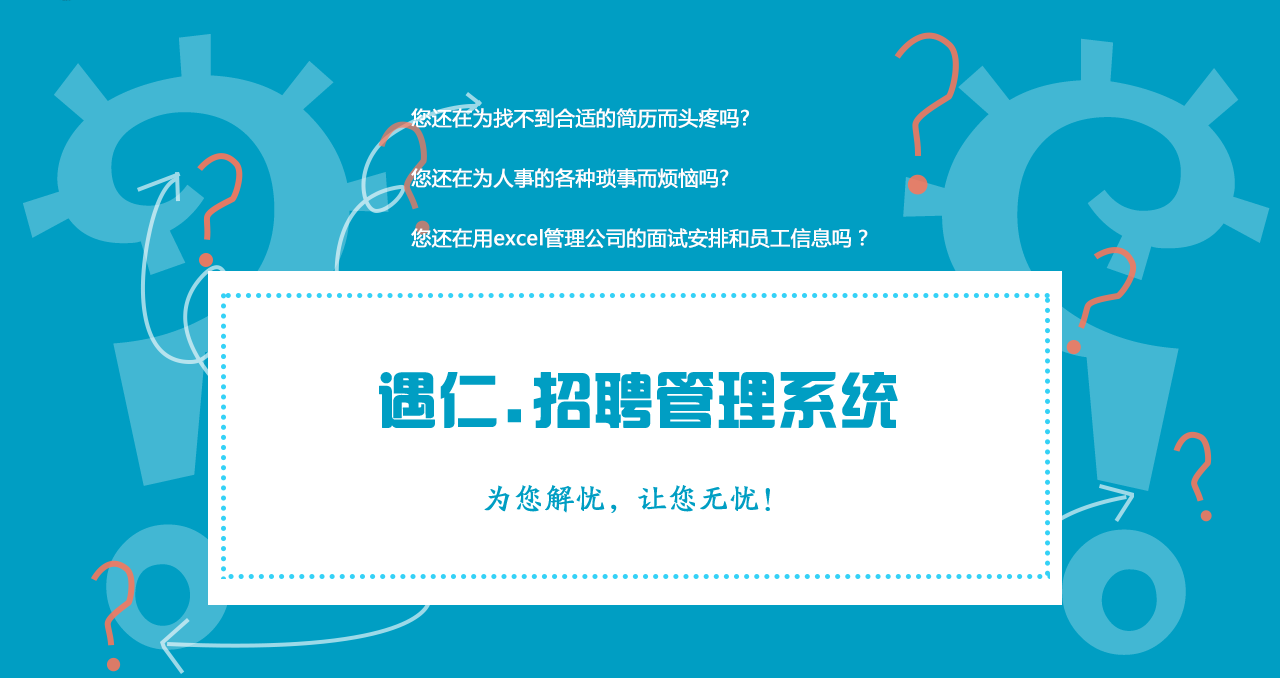 您还在为找不到合适的简历而头疼吗?
您还在为人事的各种琐事而烦恼吗?
您还在用excel管理公司的面试安排和员工信息吗？
遇仁.招聘管理系统
为您解忧，让您无忧！